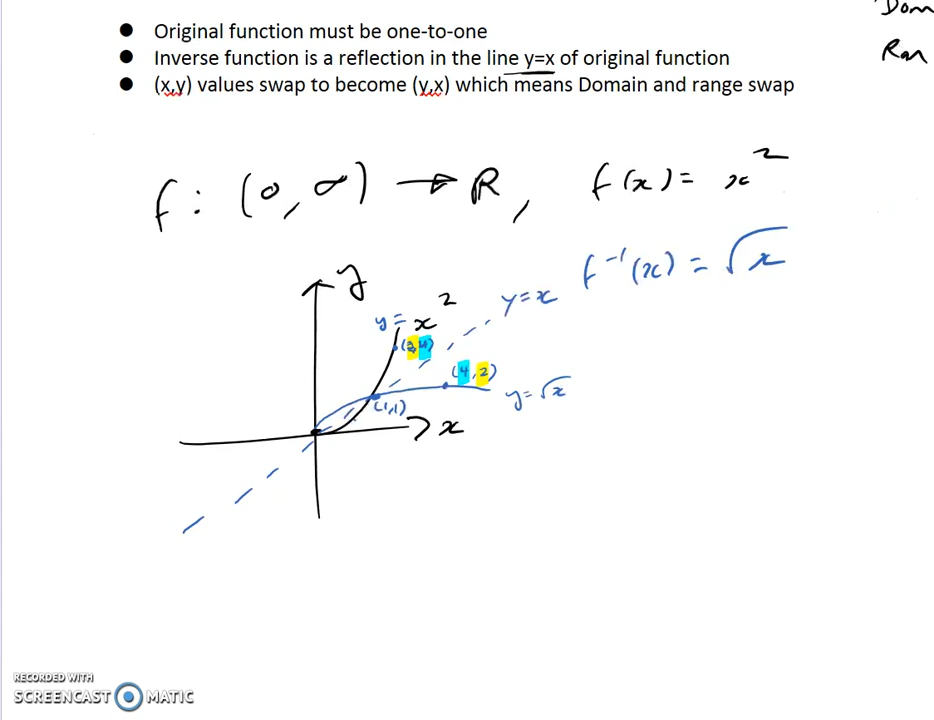 Dom
● Original function must be one-to-one
Ran
● Inverse function is a reflection in the line y=x of original function
● (x,y) values swap to become (y,x) which means Domain and range swap
f : (0, ∞) → R, f(x) = x²
f⁻¹(x) = √x
y
y = x²
y = x
(2,4)
(4,2)
(1,1)
y = √x
x
RECORDED WITH
SCREENCAST MATIC